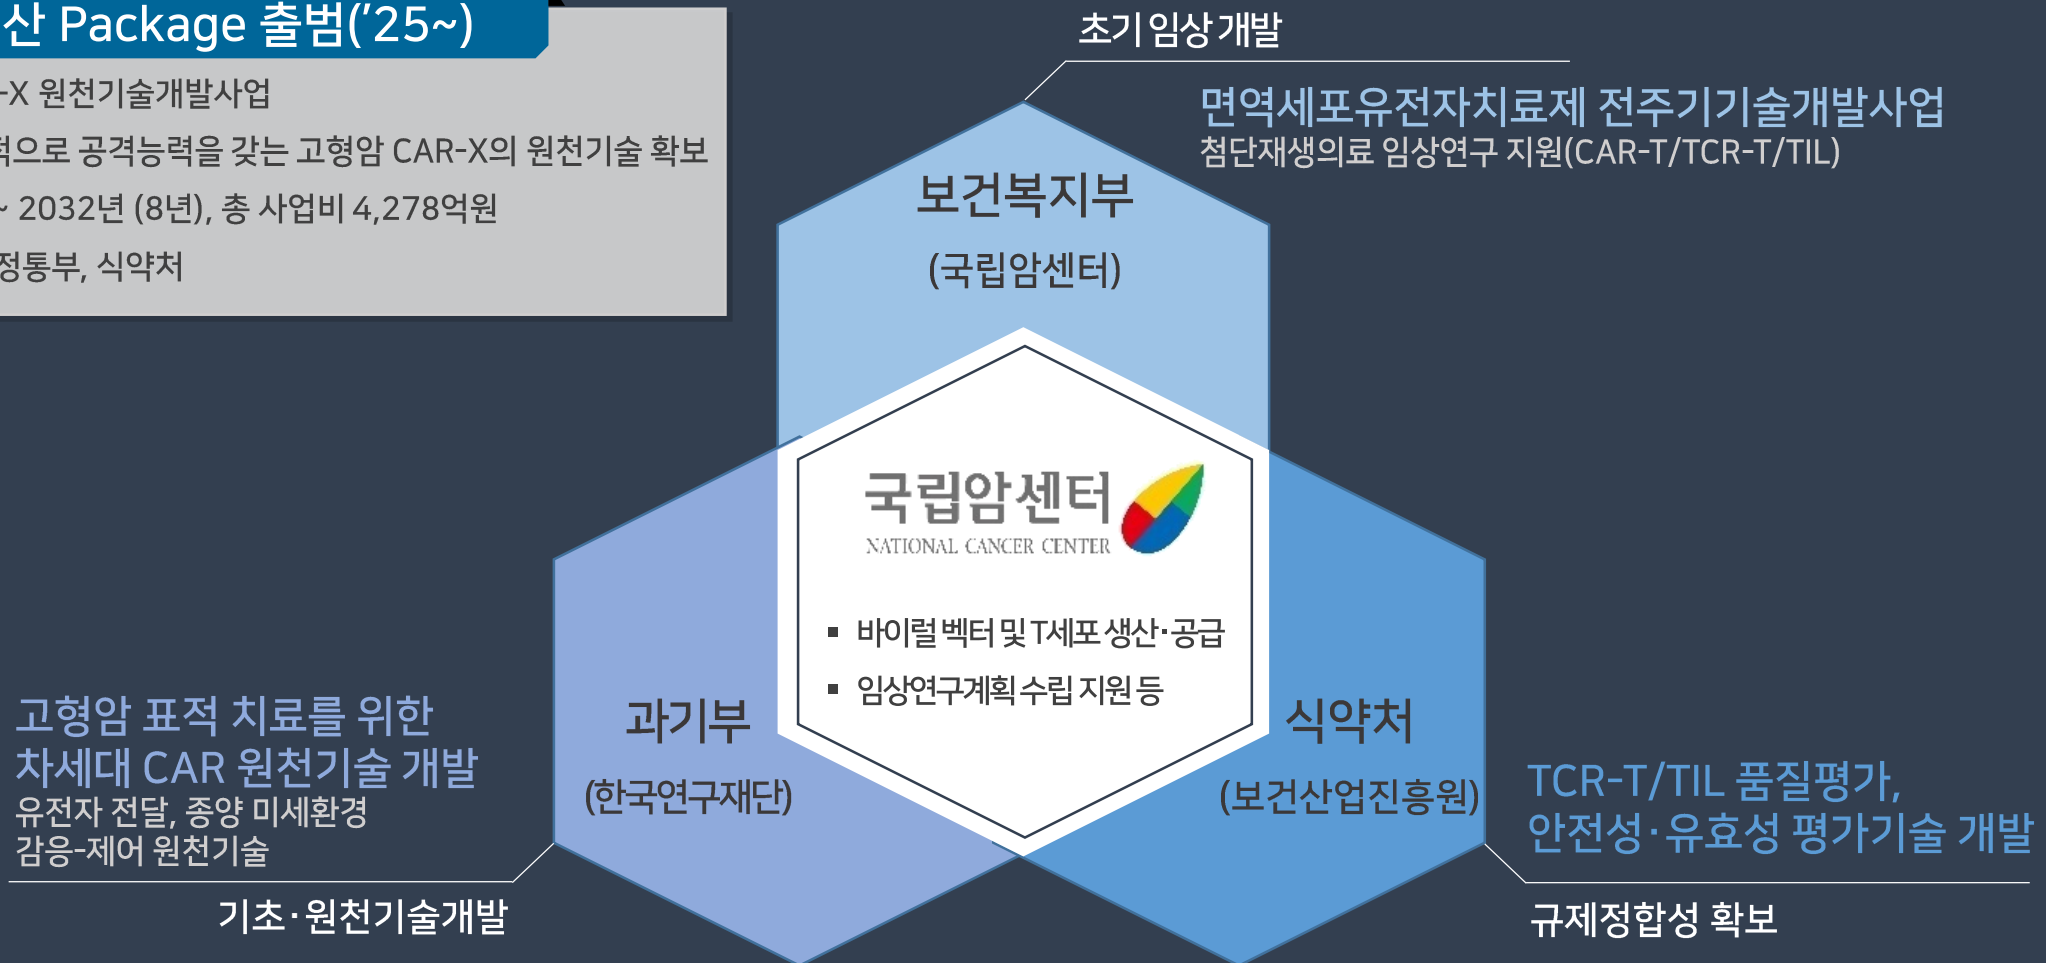 산 Package 출범(’25~)
-X 원천기술개발사업
적으로 공격능력을 갖는 고형암 CAR-X의 원천기술 확보
~ 2032년 (8년), 총 사업비 4,278억원
정통부, 식약처
초기 임상 개발
면역세포유전자치료제 전주기기술개발사업
첨단재생의료 임상연구 지원(CAR-T/TCR-T/TIL)
보건복지부
(국립암센터)
국립암센터
NATIONAL CANCER CENTER
▪ 바이럴 벡터 및 T세포 생산·공급
▪ 임상연구계획 수립 지원 등
과기부
(한국연구재단)
고형암 표적 치료를 위한
차세대 CAR 원천기술 개발
유전자 전달, 종양 미세환경
감응-제어 원천기술
기초·원천기술개발
식약처
(보건산업진흥원)
TCR-T/TIL 품질평가,
안전성·유효성 평가기술 개발
규제정합성 확보